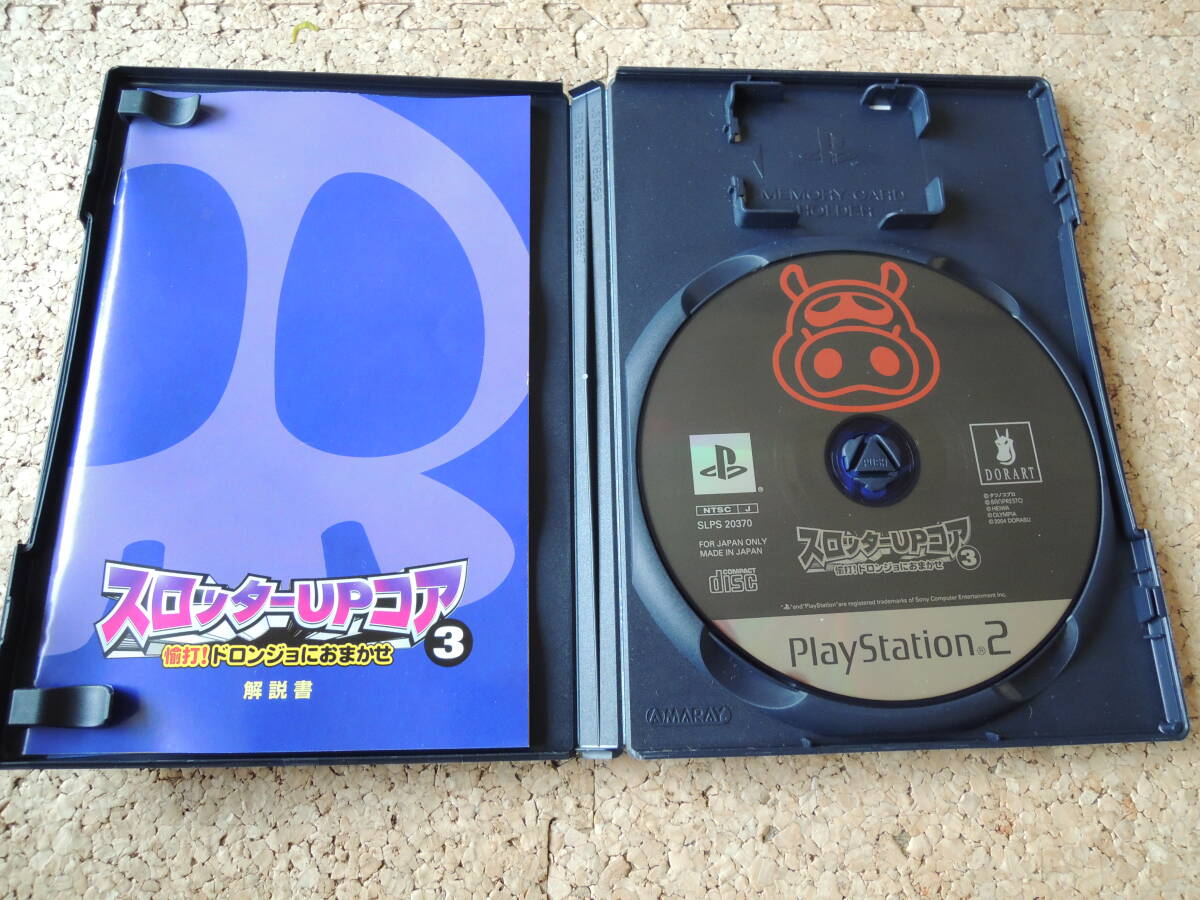 スロッターUPコア
愉打!ドロンジョにおまかせ
3
解説書
MEMORY CARD
HOLDER
PUSH
DORART
© タツノコプロ
© BANPRESTO
© HEIWA
© OLYMPIA
© 2004 DORASU
NTSC J
SLPS 20370
FOR JAPAN ONLY
MADE IN JAPAN
COMPACT
disc
スロッターUPコア
愉打!ドロンジョにおまかせ
3
"PS" and "PlayStation" are registered trademarks of Sony Computer Entertainment Inc.
PlayStation®2
AMARAY